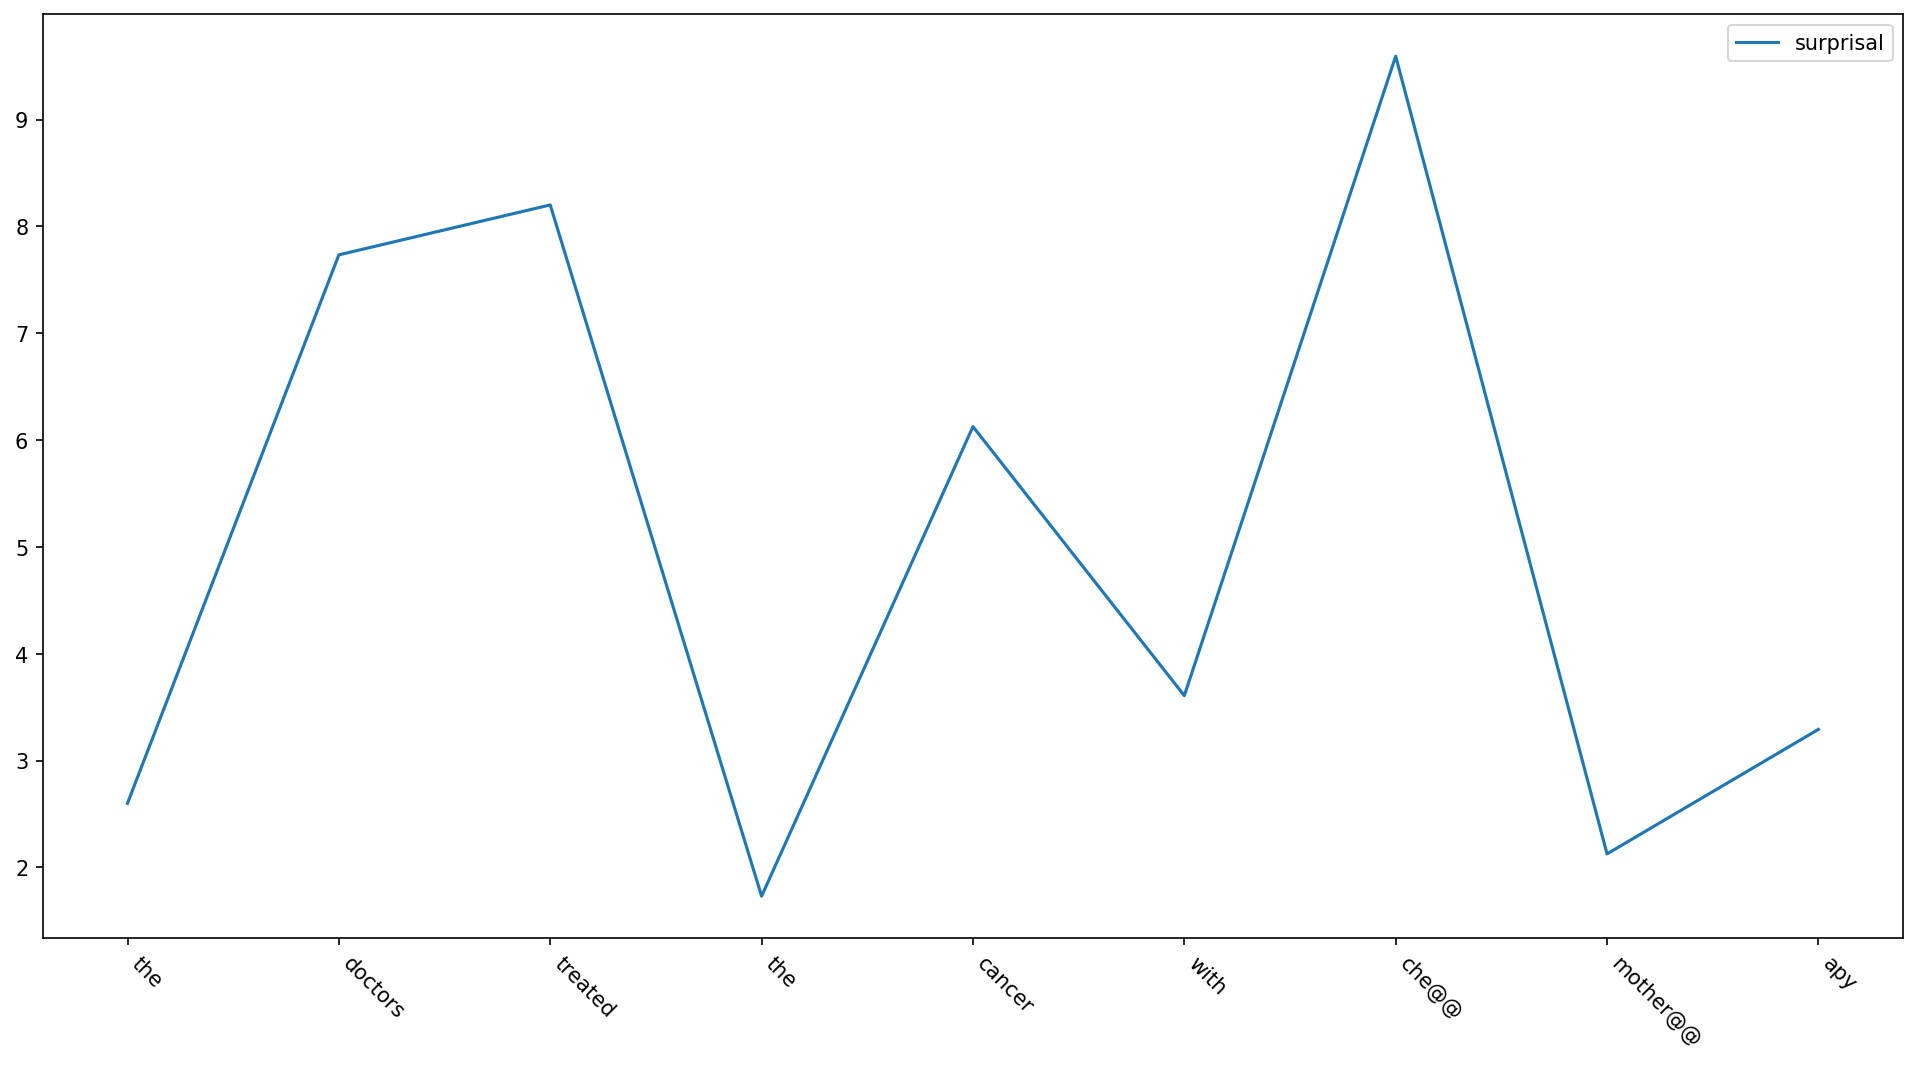 surprisal
9
8
7
6
5
4
3
2
the
doctors
treated
the
cancer
with
che@@
mother@@
apy